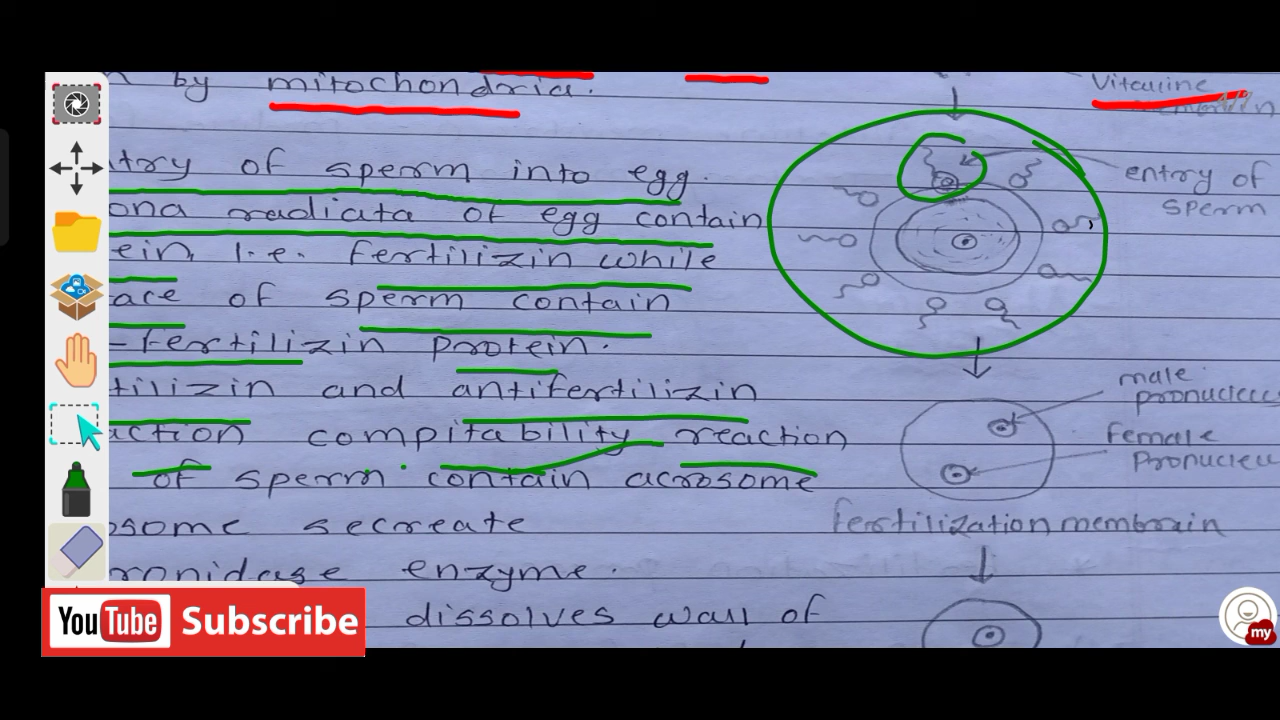 by mitochondria.
try of sperm into egg.
ona radiata of egg contain
ein i.e. fertilizin while
ace of sperm contain
-fertilizin protein.
tilizin and antifertilizin
action compitability reaction
of sperm contain acrosome
osome secreate
ronidase enzyme.
dissolves wall of
Vitalline
entry of
sperm
male
pronucleu
Female
Pronucleu
fertilization membrain
YouTube Subscribe
my